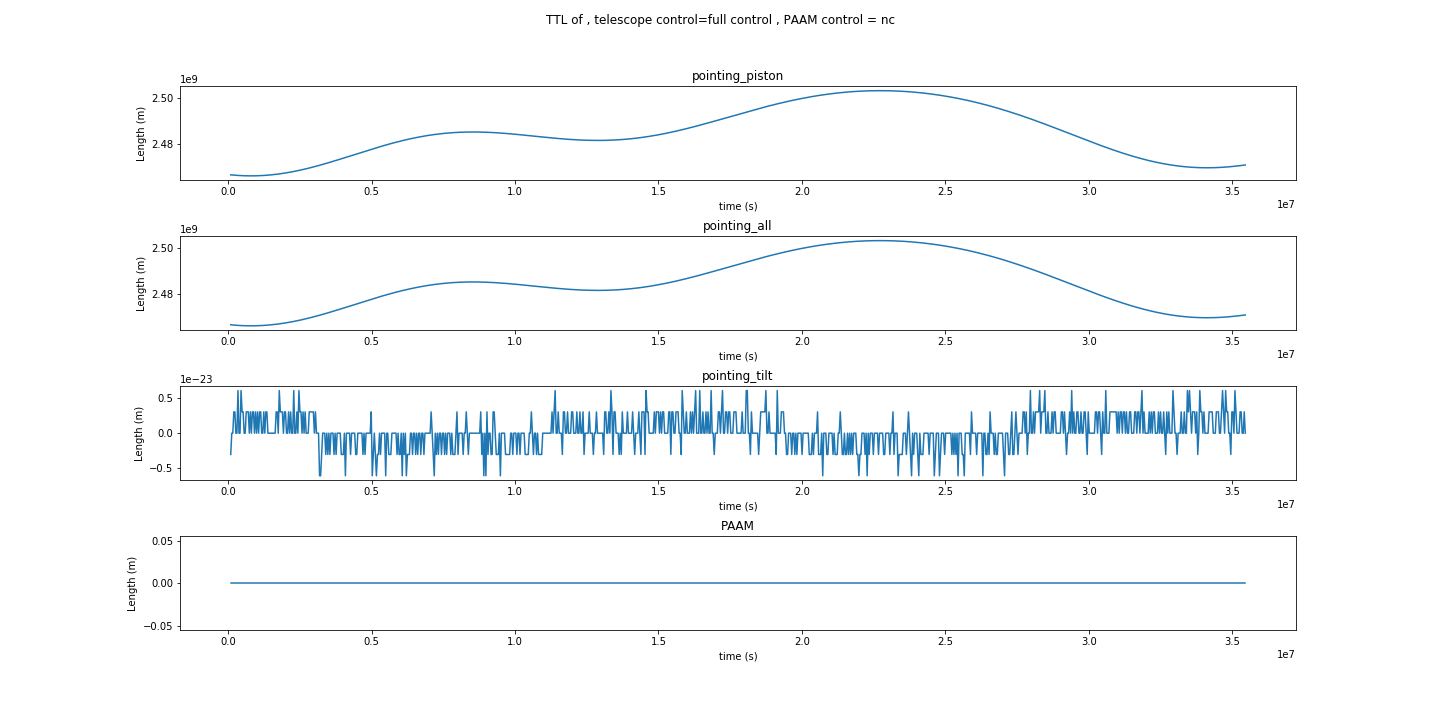 TTL of , telescope control=full control , PAAM control = nc
pointing_piston
1e9
Length (m)
2.50
2.48
0.0 0.5 1.0 1.5 2.0 2.5 3.0 3.5
time (s)
1e7
pointing_all
1e9
Length (m)
2.50
2.48
0.0 0.5 1.0 1.5 2.0 2.5 3.0 3.5
time (s)
1e7
pointing_tilt
1e−23
Length (m)
0.5
0.0
−0.5
0.0 0.5 1.0 1.5 2.0 2.5 3.0 3.5
time (s)
1e7
PAAM
Length (m)
0.05
0.00
−0.05
0.0 0.5 1.0 1.5 2.0 2.5 3.0 3.5
time (s)
1e7